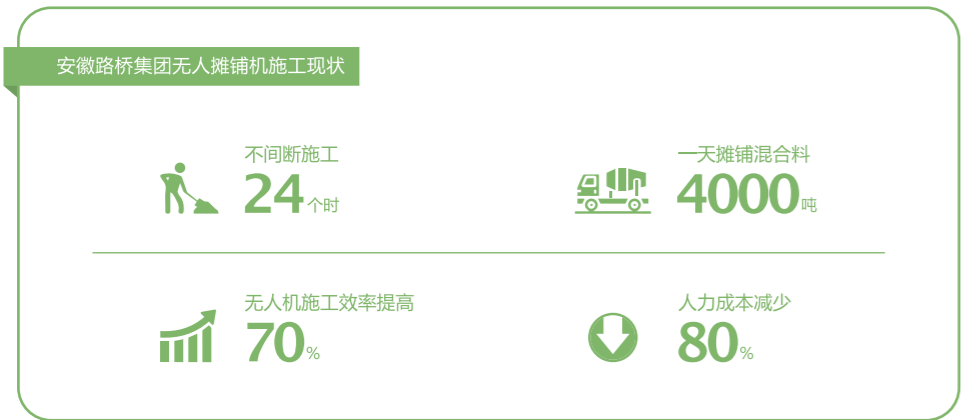 安徽路桥集团无人摊铺机施工现状
不间断施工
24个时
一天摊铺混合料
4000吨
无人机施工效率提高
70%
人力成本减少
80%